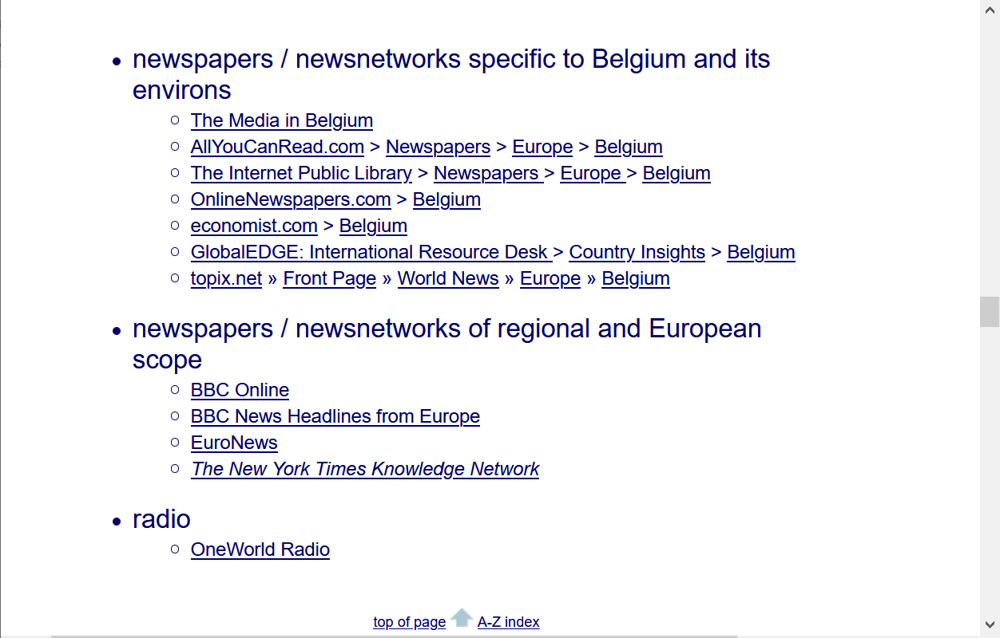 newspapers / newsnetworks specific to Belgium and its
environs
The Media in Belgium
AllYouCanRead.com > Newspapers > Europe > Belgium
The Internet Public Library > Newspapers > Europe > Belgium
OnlineNewspapers.com > Belgium
economist.com > Belgium
GlobalEDGE: International Resource Desk > Country Insights > Belgium
topix.net » Front Page » World News » Europe » Belgium
newspapers / newsnetworks of regional and European
scope
BBC Online
BBC News Headlines from Europe
EuroNews
The New York Times Knowledge Network
radio
OneWorld Radio
top of page A-Z index